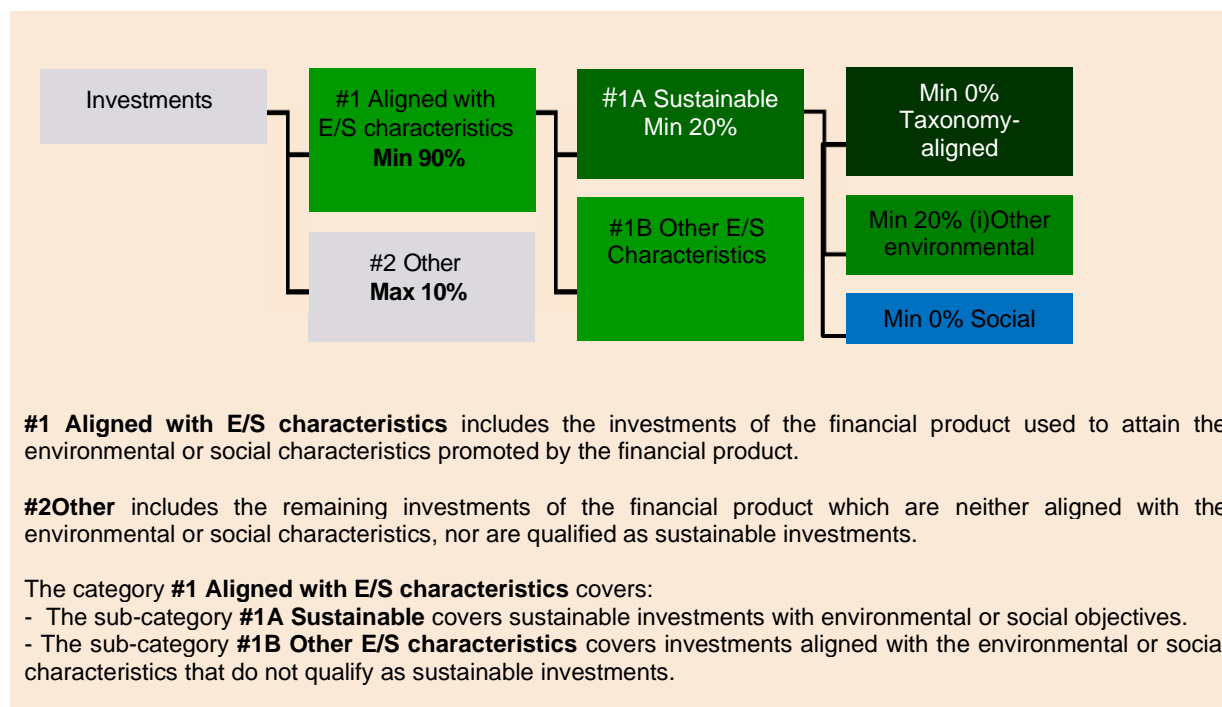 Investments
#1 Aligned with
E/S characteristics
Min 90%
#2 Other
Max 10%
#1A Sustainable
Min 20%
#1B Other E/S
Characteristics
Min 0%
Taxonomy-
aligned
Min 20% (i)Other
environmental
Min 0% Social
#1 Aligned with E/S characteristics includes the investments of the financial product used to attain the
environmental or social characteristics promoted by the financial product.
#2Other includes the remaining investments of the financial product which are neither aligned with the
environmental or social characteristics, nor are qualified as sustainable investments.
The category #1 Aligned with E/S characteristics covers:
- The sub-category #1A Sustainable covers sustainable investments with environmental or social objectives.
- The sub-category #1B Other E/S characteristics covers investments aligned with the environmental or social
characteristics that do not qualify as sustainable investments.